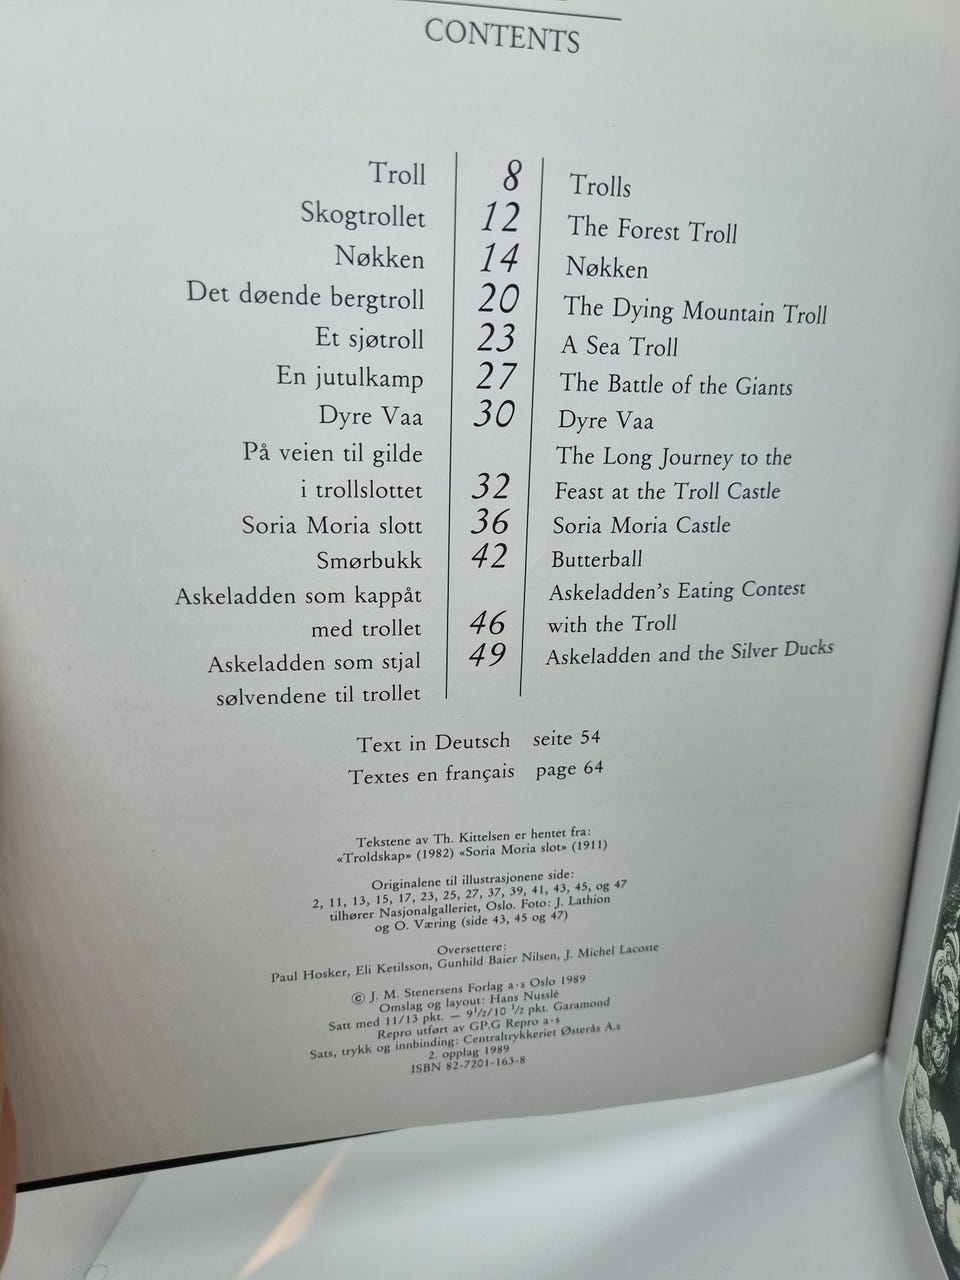 CONTENTS
Troll 8 Trolls
Skogtrollet 12 The Forest Troll
Nøkken 14 Nøkken
Det døende bergtroll 20 The Dying Mountain Troll
Et sjøtroll 23 A Sea Troll
En jutulkamp 27 The Battle of the Giants
Dyre Vaa 30 Dyre Vaa
På veien til gilde The Long Journey to the
i trollslottet 32 Feast at the Troll Castle
Soria Moria slott 36 Soria Moria Castle
Smørbukk 42 Butterball
Askeladden som kappåt Askeladden's Eating Contest
med trollet 46 with the Troll
Askeladden som stjal 49 Askeladden and the Silver Ducks
sølvendene til trollet
Text in Deutsch seite 54
Textes en français page 64
Tekstene av Th. Kittelsen er hentet fra:
«Troldskap» (1982) «Soria Moria slot» (1911)
Originalene til illustrasjonene side:
2, 11, 13, 15, 17, 23, 25, 27, 37, 39, 41, 43, 45, og 47
tilhører Nasjonalgalleriet, Oslo. Foto: J. Lathion
og O. Væring (side 43, 45 og 47)
Oversettere:
Paul Hosker, Eli Ketilsson, Gunhild Baier Nilsen, J. Michel Lacoste
© J. M. Stenersens Forlag a·s Oslo 1989
Omslag og layout: Hans Nusslé
Satt med 11/13 pkt. — 9 1/2/10 1/2 pkt. Garamond
Repro utført av GP.G Repro a·s
Sats, trykk og innbinding: Centraltrykkeriet Østerås A.s
2. opplag 1989
ISBN 82-7201-163-8